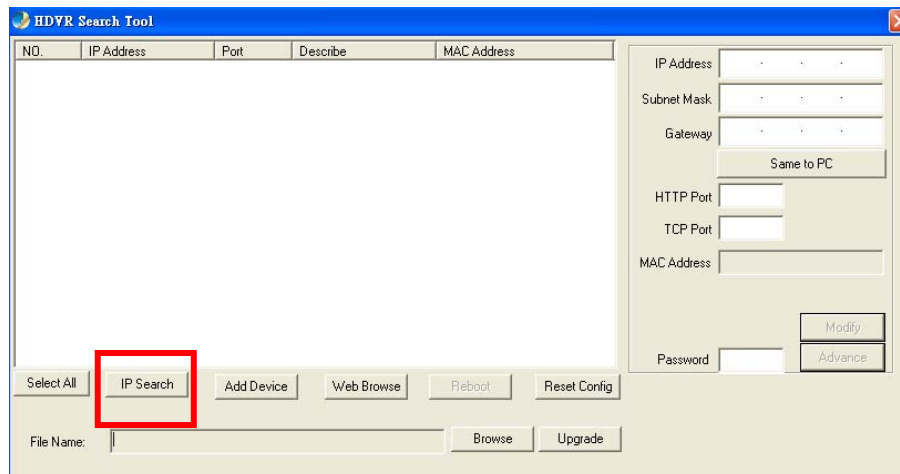 HDVR Search Tool
NO. IP Address Port Describe MAC Address
IP Address
Subnet Mask
Gateway
Same to PC
HTTP Port
TCP Port
MAC Address
Modify
Password Advance
Select All IP Search Add Device Web Browse Reboot Reset Config
File Name: Browse Upgrade